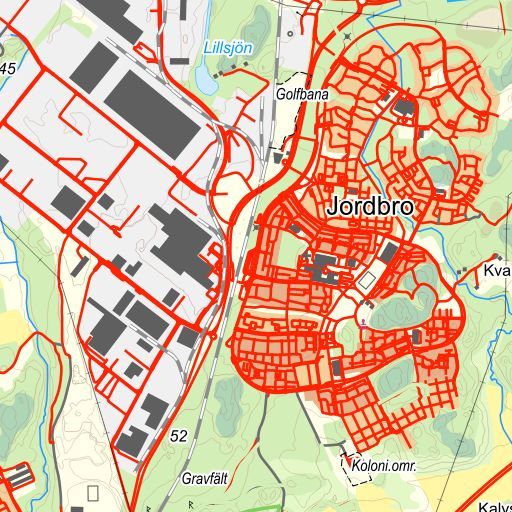 Lillsjön
45
Golfbana
Jordbro
Kva
52
Koloni.omr.
Gravfält
Kalvs